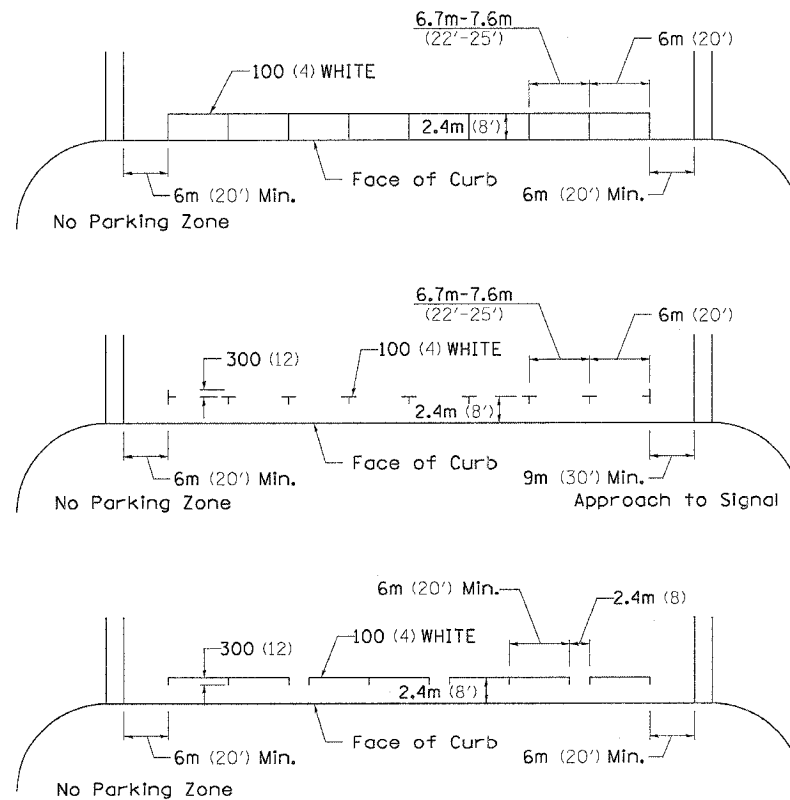 6.7m-7.6m
(22'-25')
6m (20')
100 (4) WHITE
2.4m (8')
Face of Curb
6m (20') Min.
6m (20') Min.
No Parking Zone
6.7m-7.6m
(22'-25')
6m (20')
300 (12)
100 (4) WHITE
2.4m (8')
Face of Curb
6m (20') Min.
9m (30') Min.
No Parking Zone
Approach to Signal
6m (20') Min.
2.4m (8)
100 (4) WHITE
300 (12)
2.4m (8')
Face of Curb
6m (20') Min.
6m (20') Min.
No Parking Zone